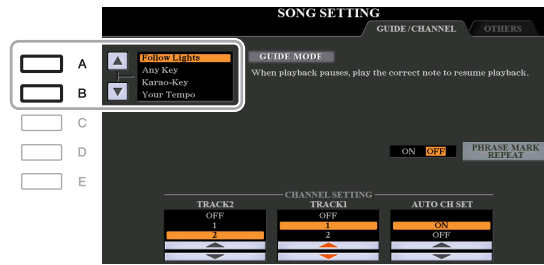 SONG SETTING
GUIDE/CHANNEL
OTHERS
A
B
C
D
E
Follow Lights
Any Key
Karao-Key
Your Tempo
GUIDE MODE
When playback pauses, play the correct note to resume playback.
ON OFF
PHRASE MARK
REPEAT
CHANNEL SETTING
TRACK2
OFF
1
2
TRACK1
OFF
1
2
AUTO CH SET
ON
OFF